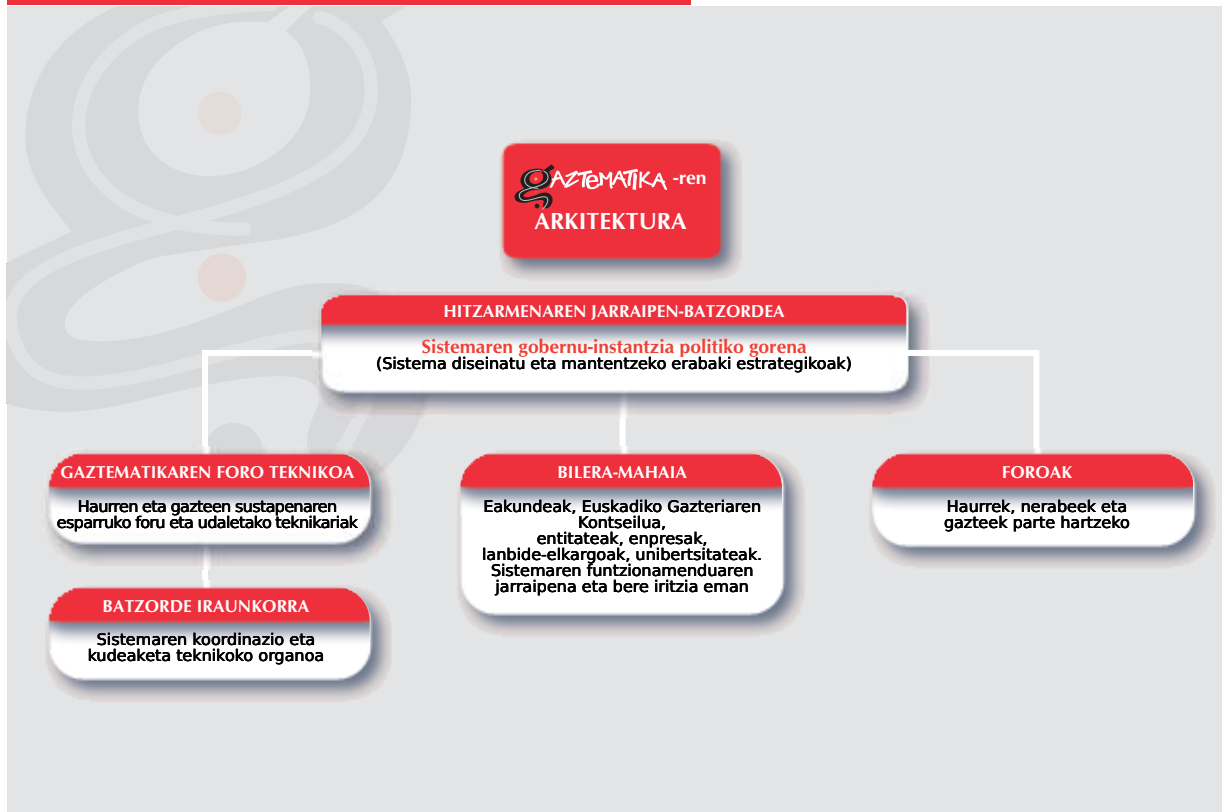 GAZTeMATIKA -ren
ARKITEKTURA
HITZARMENAREN JARRAIPEN-BATZORDEA
Sistemaren gobernu-instantzia politiko gorena
(Sistema diseinatu eta mantentzeko erabaki estrategikoak)
GAZTEMATIKAREN FORO TEKNIKOA
Haurren eta gazteen sustapenaren
esparruko foru eta udaletako teknikariak
BATZORDE IRAUNKORRA
Sistemaren koordinazio eta
kudeaketa teknikoko organoa
BILERA-MAHAIA
Eakundeak, Euskadiko Gazteriaren
Kontseilua,
entitateak, enpresak,
lanbide-elkargoak, unibertsitateak.
Sistemaren funtzionamenduaren
jarraipena eta bere iritzia eman
FOROAK
Haurrek, nerabeek eta
gazteek parte hartzeko